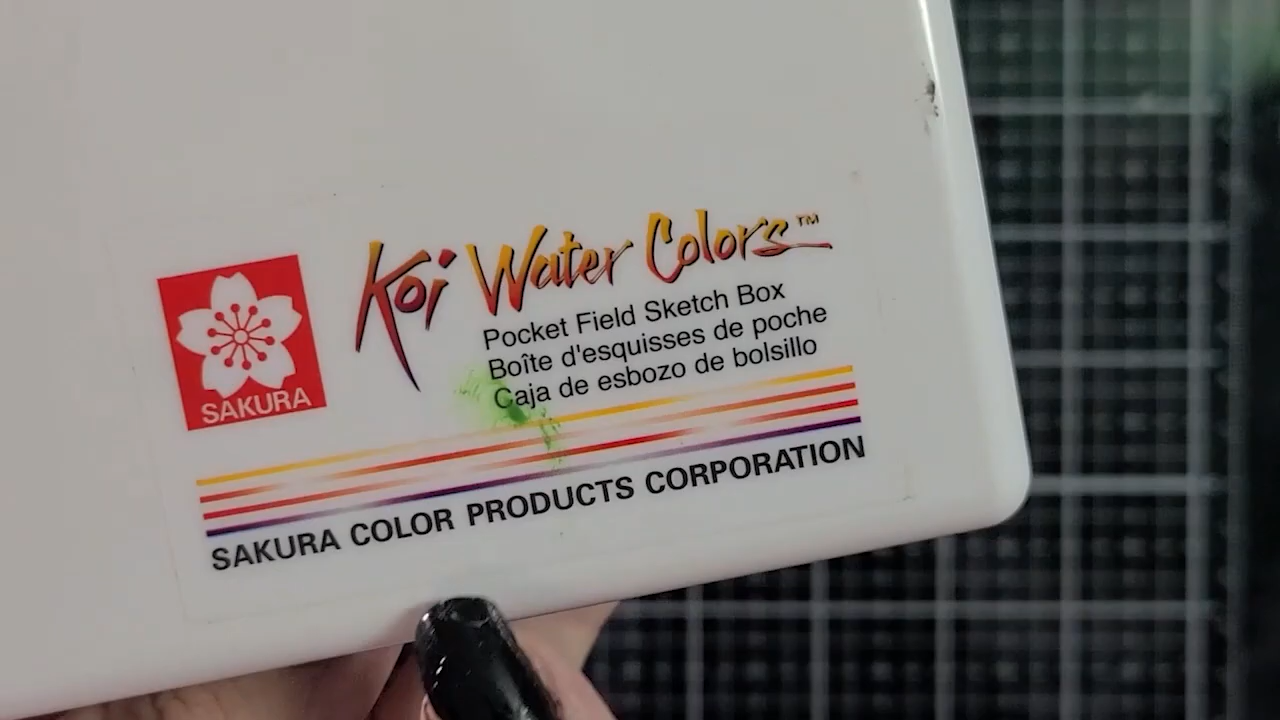 SAKURA
Koi Water Colors™
Pocket Field Sketch Box
Boîte d'esquisses de poche
Caja de esbozo de bolsillo
SAKURA COLOR PRODUCTS CORPORATION